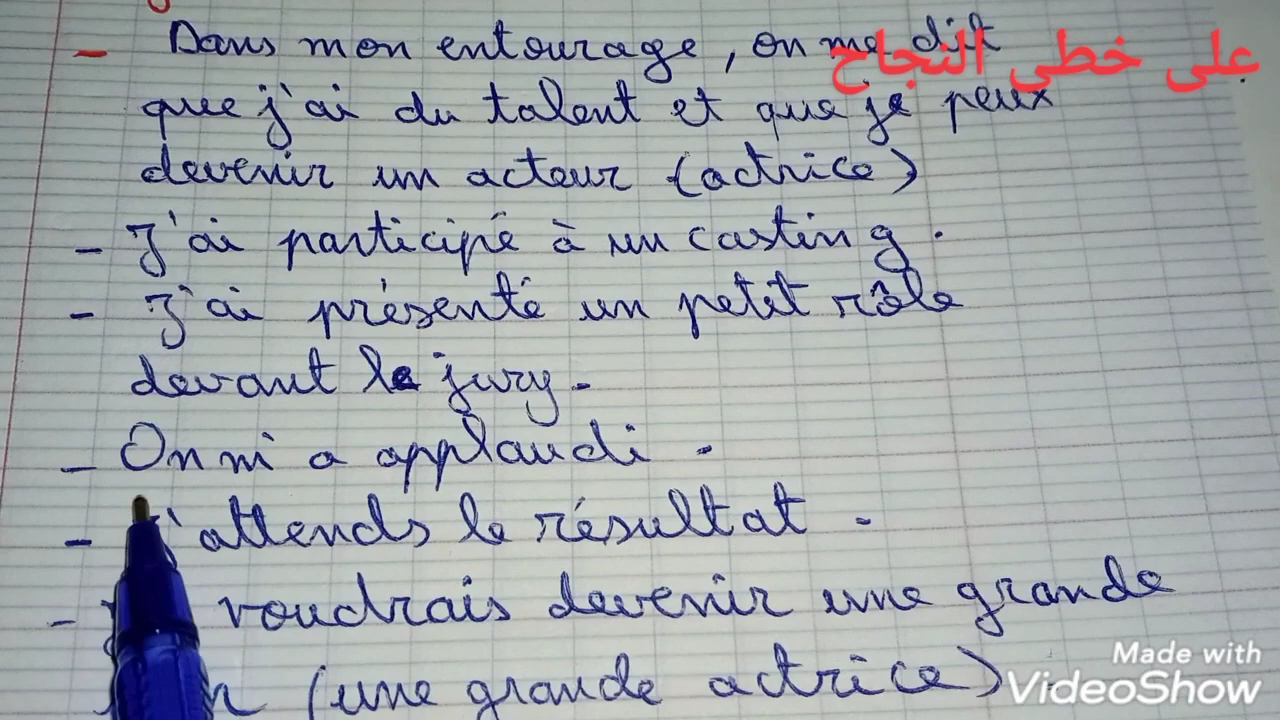 - Dans mon entourage, on me dit
على خطى النجاح
que j'ai du talent et que je peux
devenir un acteur (actrice)
- J'ai participé à un casting.
- J'ai présenté un petit rôle
devant le jury.
- On m'a applaudi.
- j'attends le résultat.
- voudrais devenir une grande
(une grande actrice)
Made with
VideoShow